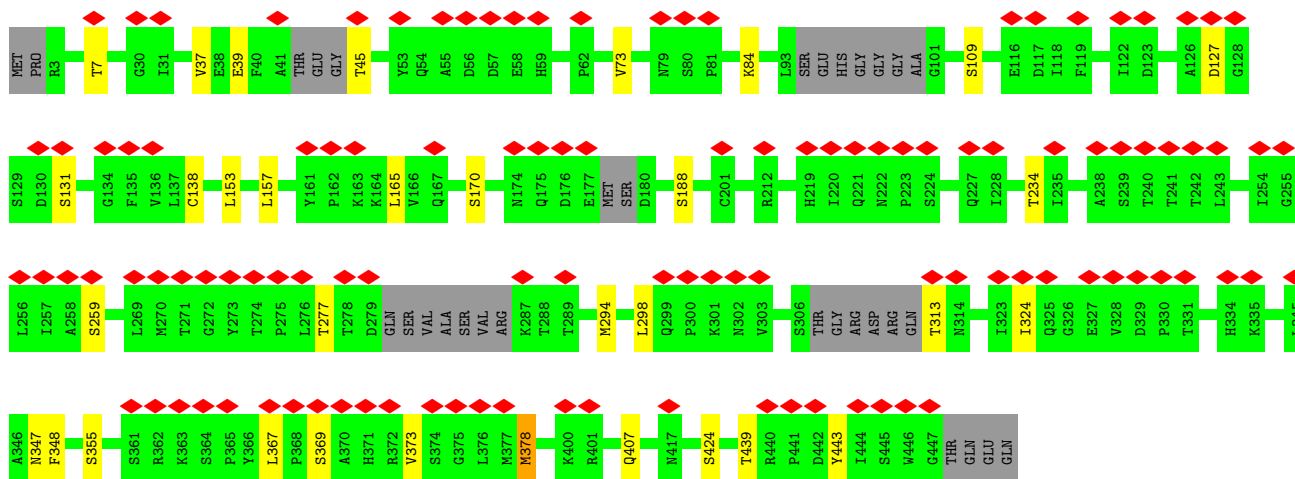 MET PRO R3 T7 G30 I31 V37 E38 E39 F40 A41 THR GLU GLY T45 Y53 Q54 A55 D56 D57 E58 H59 P62 V73 N79 S80 P81 K84 L93 SER GLU HIS GLY GLY GLY ALA G101 S109 E116 D117 I118 F119 I122 D123 A126 D127 G128
S129 D130 S131 G134 F135 V136 L137 C138 L153 L157 Y161 P162 K163 K164 L165 V166 Q167 S170 N174 Q175 D176 E177 MET SER D180 S188 C201 R212 H219 I220 Q221 N222 P223 S224 Q227 I228 T234 I235 A238 S239 T240 T241 T242 L243 I254 G255
L256 I257 A258 S259 L269 M270 T271 G272 V273 T274 P275 L276 T277 T278 D279 GLN SER VAL ALA SER VAL ARG K287 T288 T289 M294 L298 Q299 P300 K301 N302 V303 S306 THR GLY ARG ASP ARG GLN T313 N314 I323 I324 Q325 G326 E327 V328 D329 P330 T331 H334 K335
A346 N347 F348 S355 S361 R362 K363 S364 P365 Y366 L367 P368 S369 A370 H371 R372 V373 S374 G375 L376 M377 M378 K400 R401 Q407 N417 S424 T439 R440 P441 D442 Y443 I444 S445 W446 G447 THR GLN GLU GLN